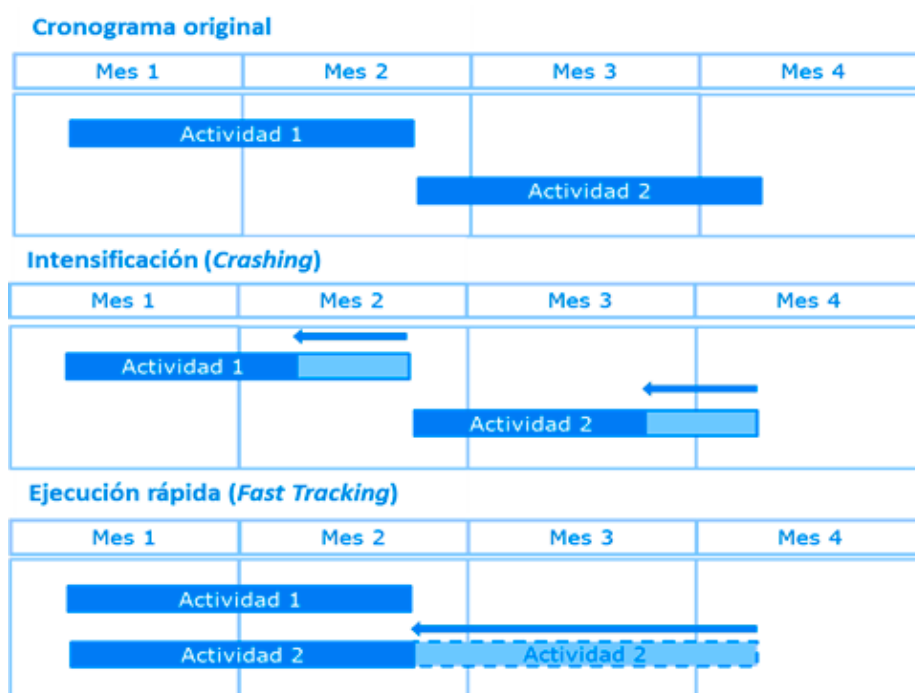 Cronograma original
Mes 1 Mes 2 Mes 3 Mes 4
Actividad 1
Actividad 2
Intensificación (Crashing)
Mes 1 Mes 2 Mes 3 Mes 4
Actividad 1
Actividad 2
Ejecución rápida (Fast Tracking)
Mes 1 Mes 2 Mes 3 Mes 4
Actividad 1
Actividad 2 Actividad 2